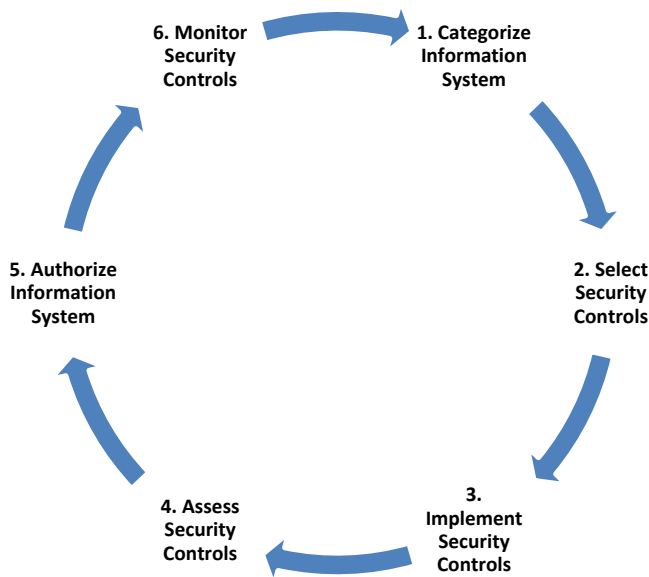 1. Categorize
Information
System
2. Select
Security
Controls
3.
Implement
Security
Controls
4. Assess
Security
Controls
5. Authorize
Information
System
6. Monitor
Security
Controls